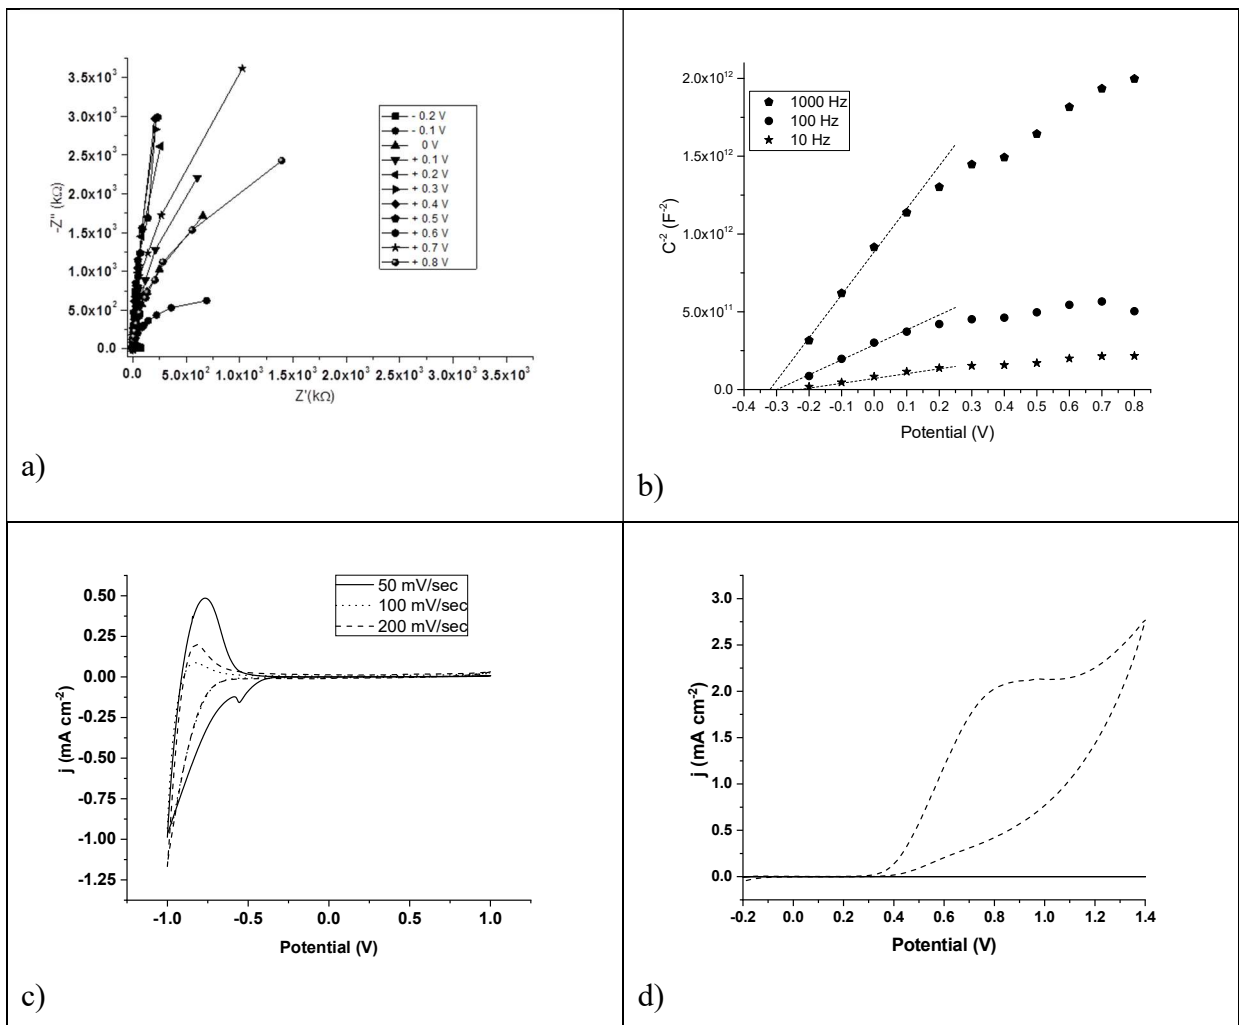 3.5x10³
3.0x10³
2.5x10³
2.0x10³
1.5x10³
1.0x10³
5.0x10²
0.0
-Z'' (kΩ)
0.0 5.0x10² 1.0x10³ 1.5x10³ 2.0x10³ 2.5x10³ 3.0x10³ 3.5x10³
Z'(kΩ)
- 0.2 V
- 0.1 V
0V
+ 0.1 V
+ 0.2 V
+ 0.3 V
+ 0.4 V
+ 0.5 V
+ 0.6 V
+ 0.7 V
+ 0.8 V
a)
2.0x10¹²
1.5x10¹²
1.0x10¹²
5.0x10¹¹
0.0
C⁻² (F⁻²)
1000 Hz
100 Hz
10 Hz
-0.4 -0.3 -0.2 -0.1 0.0 0.1 0.2 0.3 0.4 0.5 0.6 0.7 0.8
Potential (V)
b)
0.50
0.25
0.00
-0.25
-0.50
-0.75
-1.00
-1.25
j (mA cm⁻²)
50 mV/sec
100 mV/sec
200 mV/sec
-1.0 -0.5 0.0 0.5 1.0
Potential (V)
c)
3.0
2.5
2.0
1.5
1.0
0.5
0.0
j (mA cm⁻²)
-0.2 0.0 0.2 0.4 0.6 0.8 1.0 1.2 1.4
Potential (V)
d)